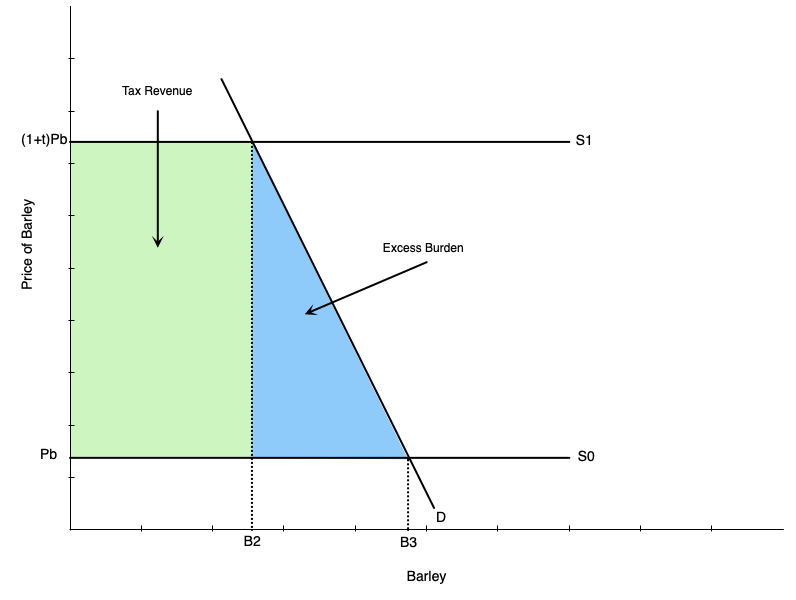 Tax Revenue
(1+t)Pb
S1
Price of Barley
Excess Burden
Pb
S0
D
B2
B3
Barley